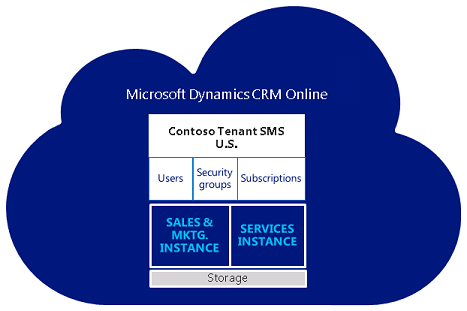 Microsoft Dynamics CRM Online
Contoso Tenant SMS
U.S.
Users
Security
groups
Subscriptions
SALES &
MKTG.
INSTANCE
SERVICES
INSTANCE
Storage